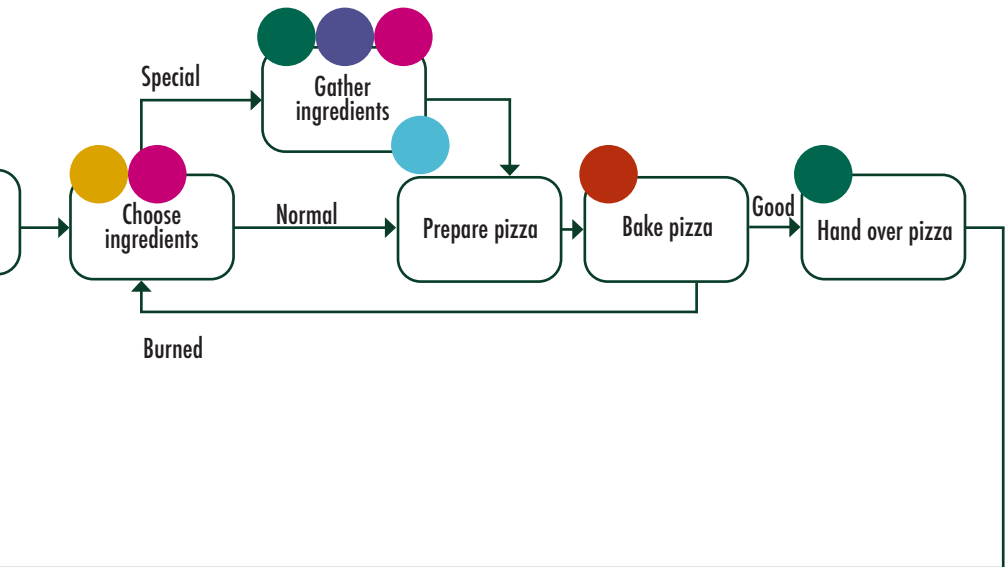 Special
Gather
ingredients
Choose
ingredients
Normal
Prepare pizza
Bake pizza
Good
Hand over pizza
Burned